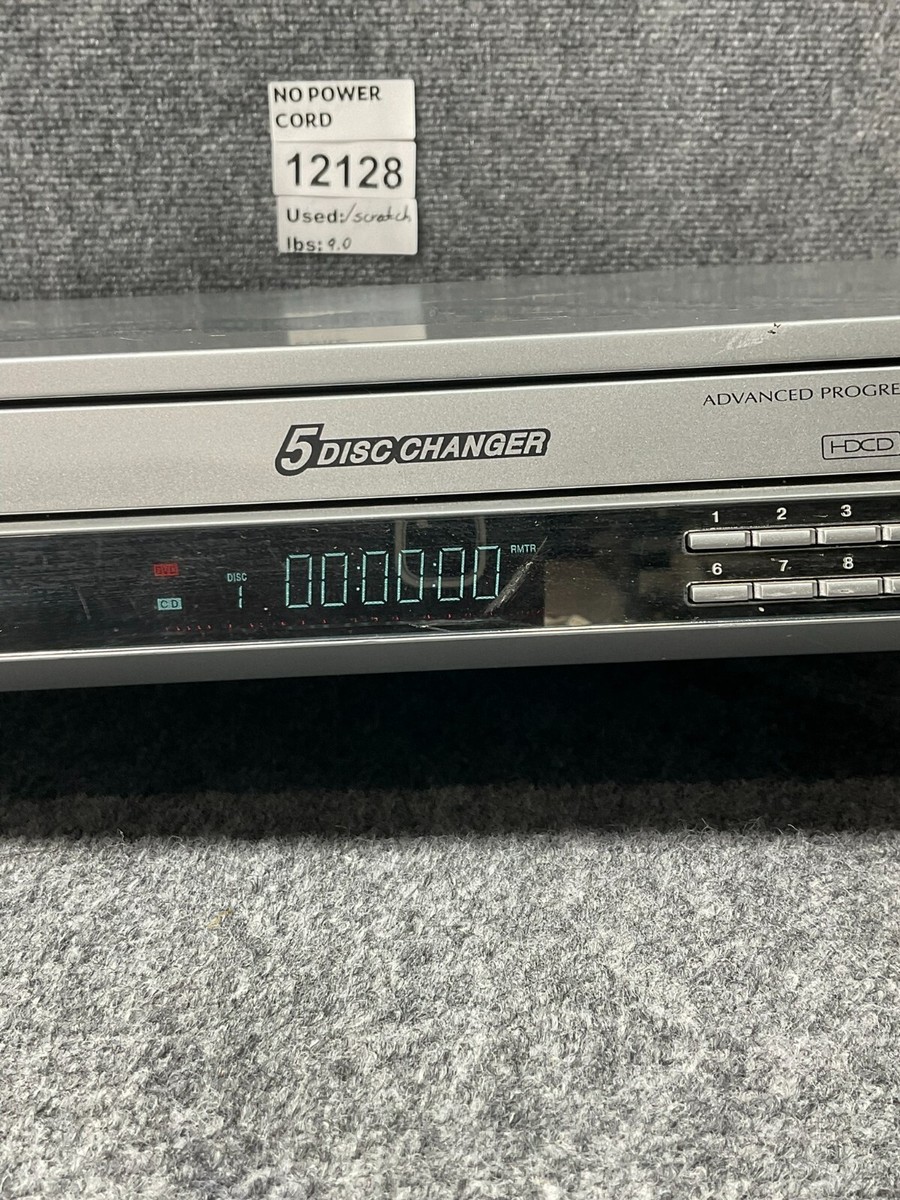 NO POWER
CORD
12128
Used:/scratch
lbs: 9.0
ADVANCED PROGRE
5 DISC CHANGER
HDCD
1 2 3
DVD
DISC
RMTR
00:00:00
CD
1
6 7 8